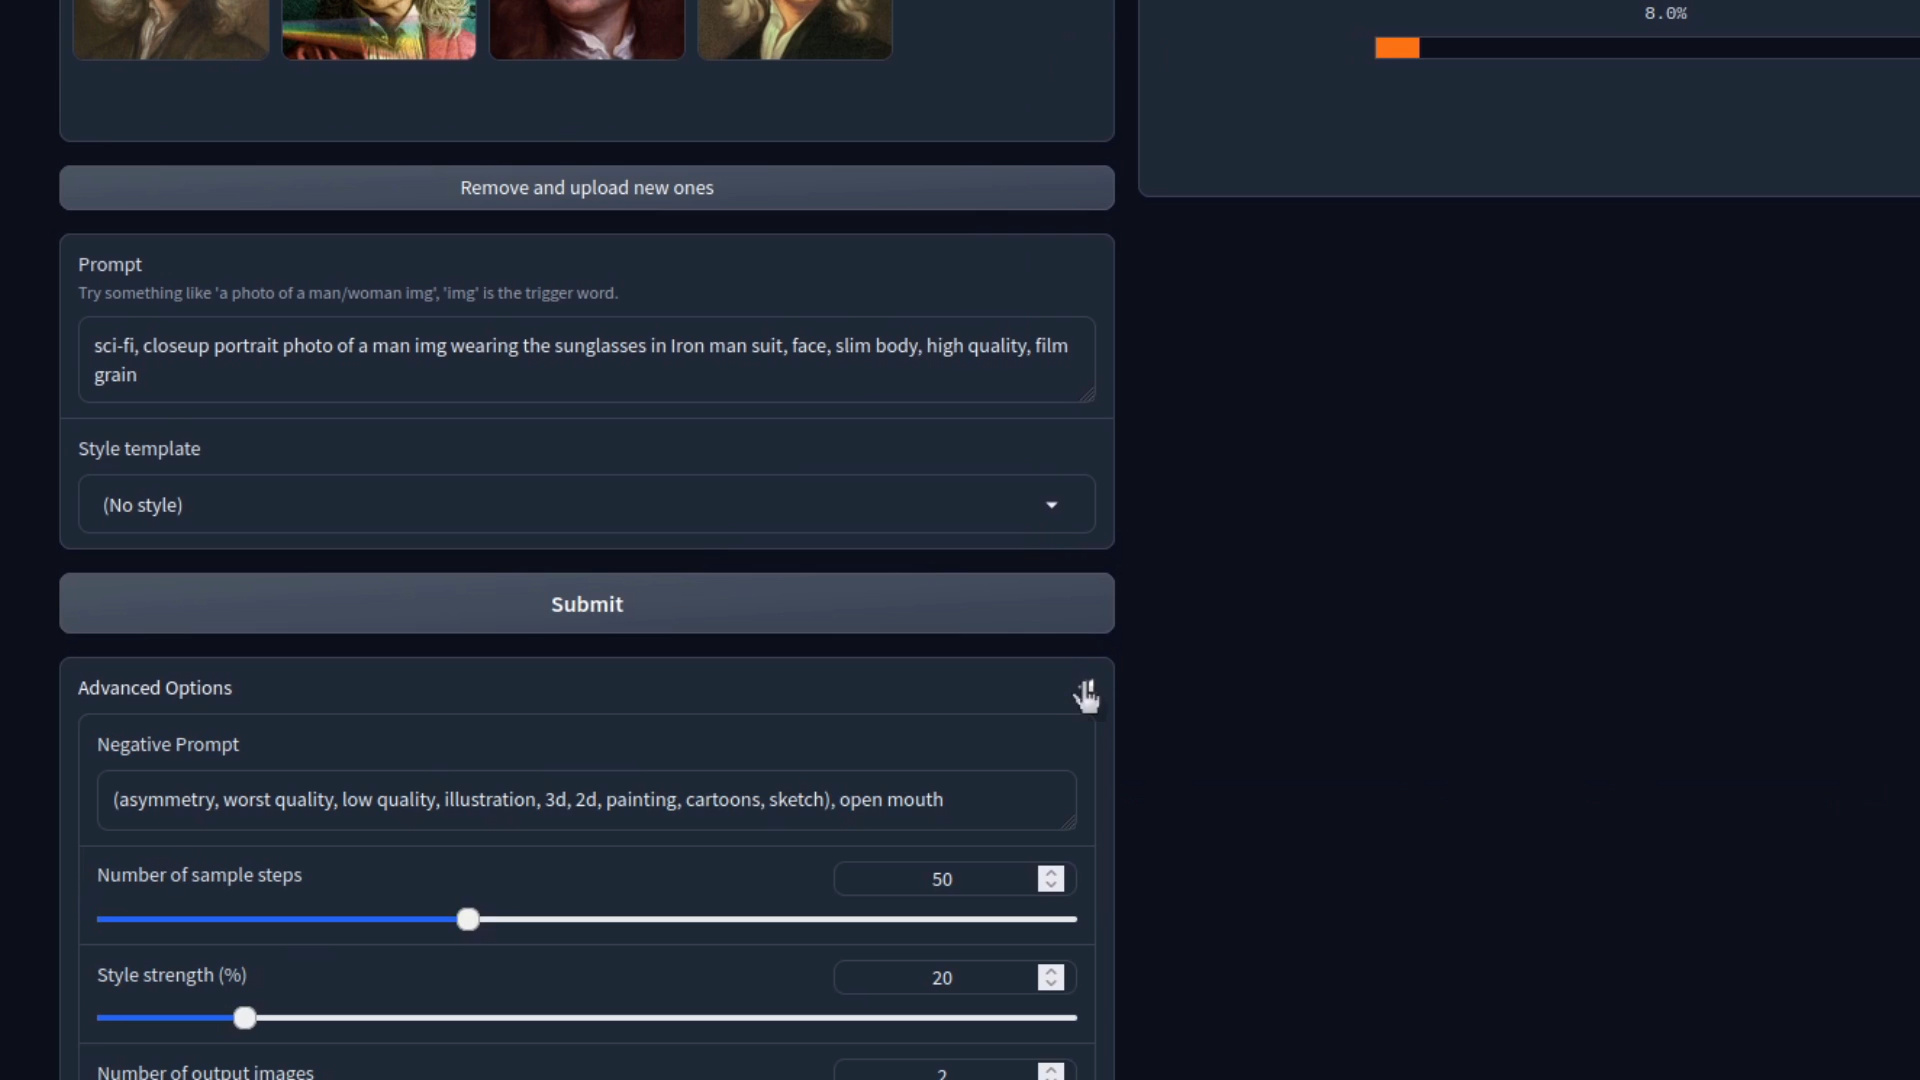 8.0%
Remove and upload new ones
Prompt
Try something like 'a photo of a man/woman img', 'img' is the trigger word.
sci-fi, closeup portrait photo of a man img wearing the sunglasses in Iron man suit, face, slim body, high quality, film
grain
Style template
(No style)
Submit
Advanced Options
Negative Prompt
(asymmetry, worst quality, low quality, illustration, 3d, 2d, painting, cartoons, sketch), open mouth
Number of sample steps
50
Style strength (%)
20
Number of output images
2